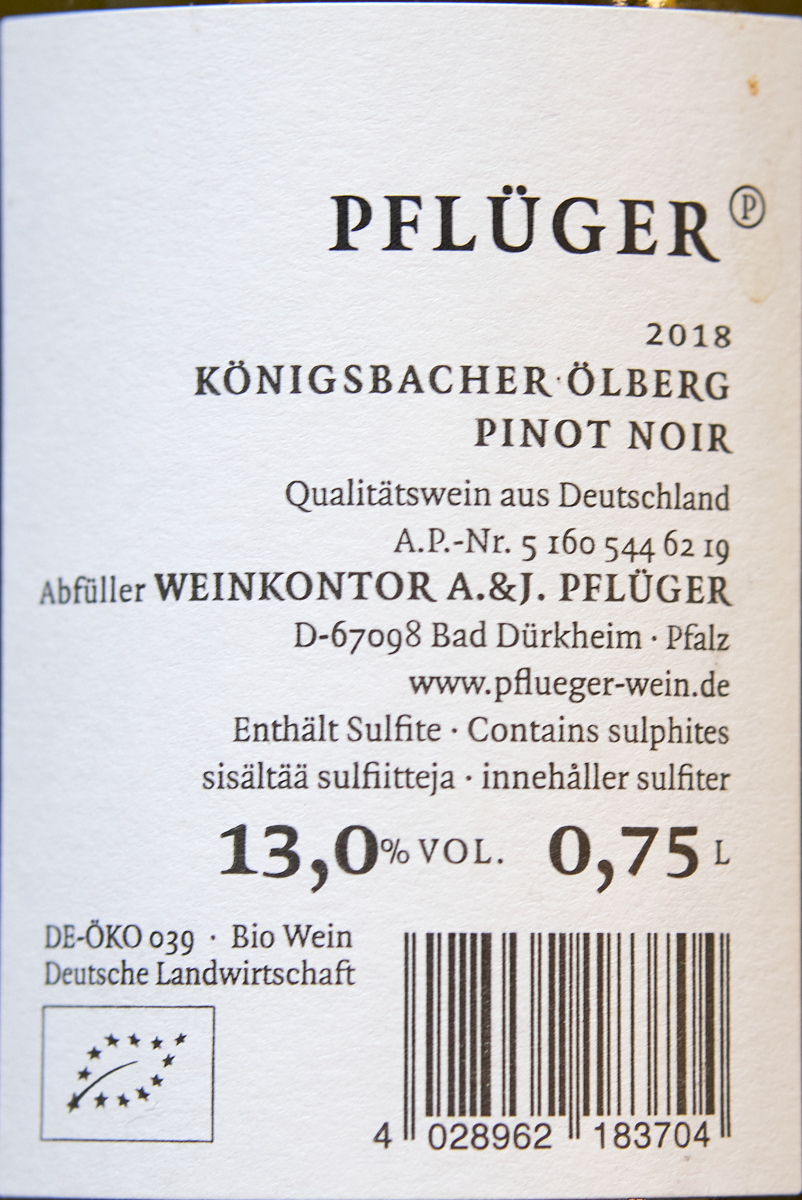 PFLÜGER Ⓟ
2018
KÖNIGSBACHER ÖLBERG
PINOT NOIR
Qualitätswein aus Deutschland
A.P.-Nr. 5 160 544 62 19
Abfüller WEINKONTOR A.&J. PFLÜGER
D-67098 Bad Dürkheim · Pfalz
www.pflueger-wein.de
Enthält Sulfite · Contains sulphites
sisältää sulfiitteja · innehåller sulfiter
13,0% VOL. 0,75 L
DE-ÖKO 039 · Bio Wein
Deutsche Landwirtschaft
4 028962 183704